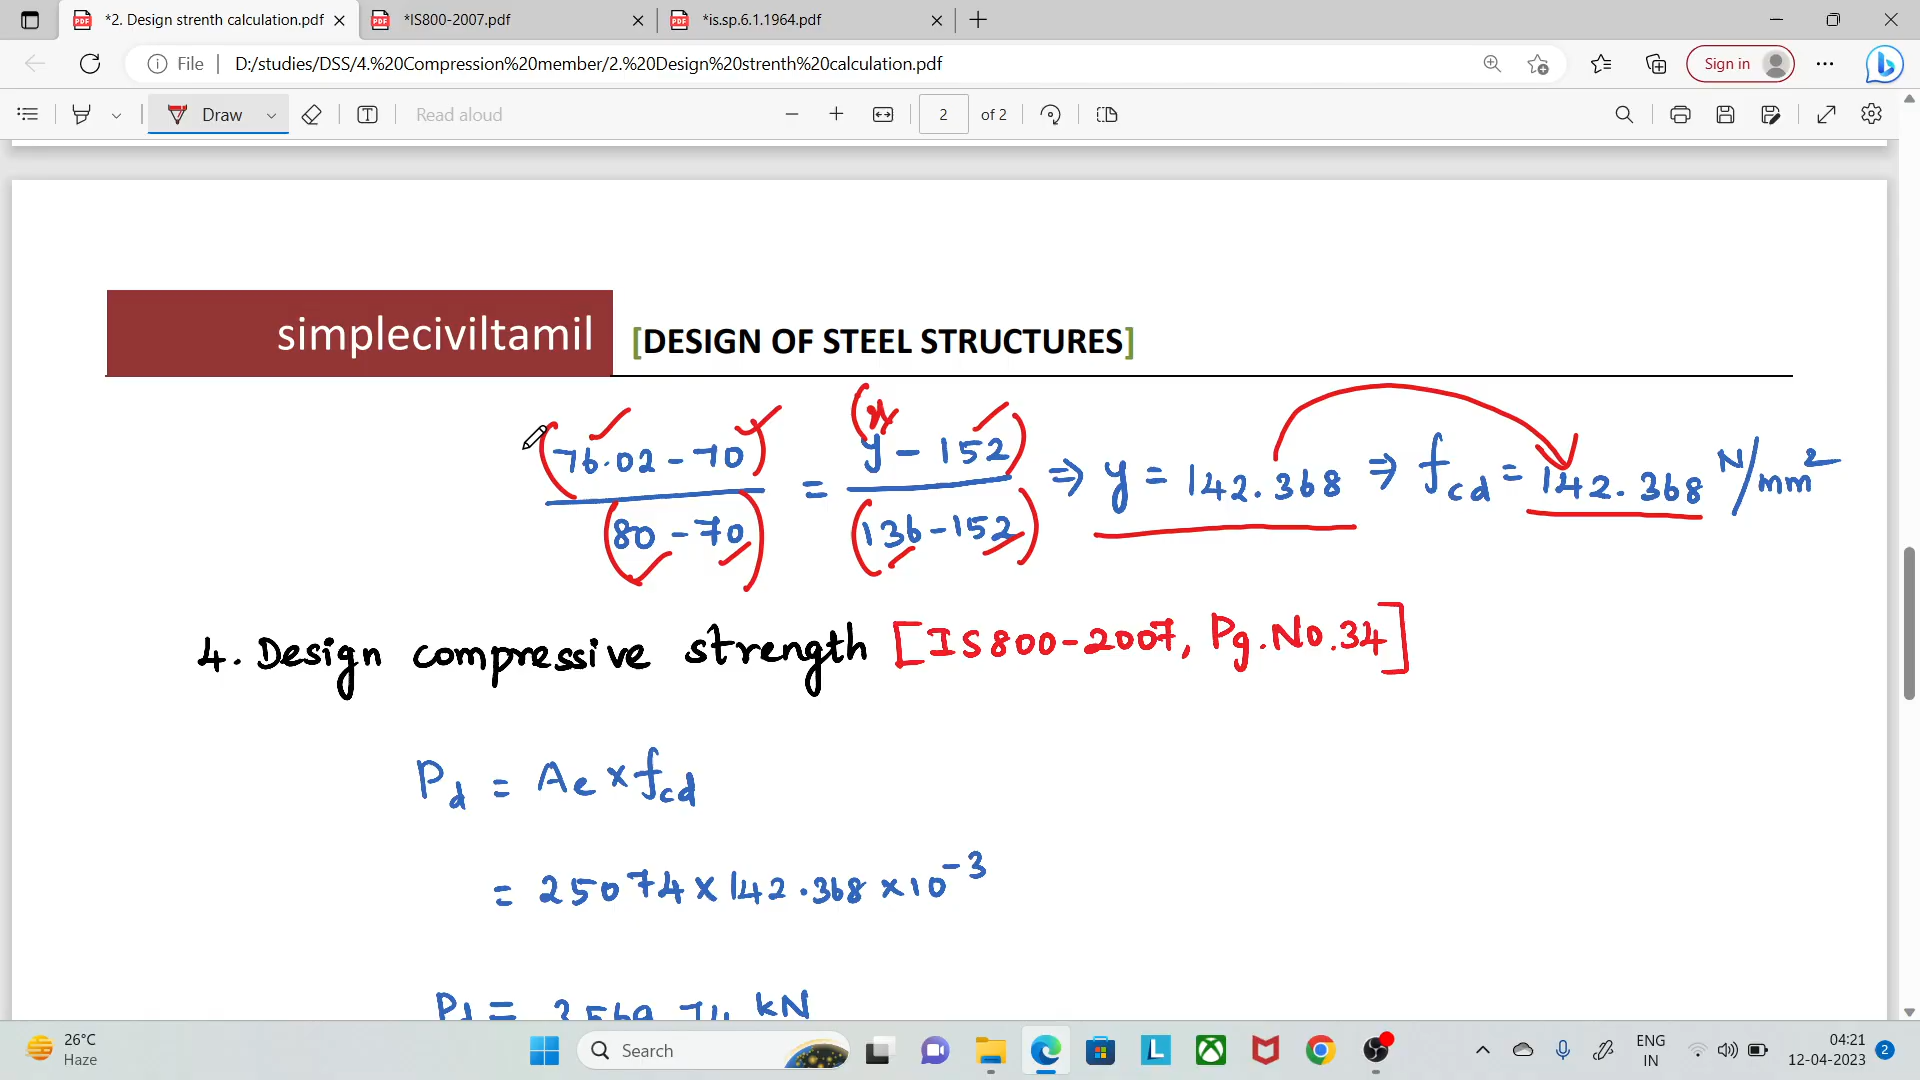 *2. Design strenth calculation.pdf
*IS800-2007.pdf
*is.sp.6.1.1964.pdf
File
D:/studies/DSS/4.%20Compression%20member/2.%20Design%20strenth%20calculation.pdf
Sign in
Draw
Read aloud
2 of 2
simpleciviltamil [DESIGN OF STEEL STRUCTURES]
(76.02 - 70) / (80 - 70) = (y - 152) / (136 - 152) ⇒ y = 142.368 ⇒ fcd = 142.368 N/mm²
4. Design compressive strength [IS800-2007, Pg.No.34]
Pd = Ae × fcd
= 25074 × 142.368 × 10⁻³
Pd = 3569.74 kN
26°C
Haze
Search
ENG
IN
04:21
12-04-2023
2